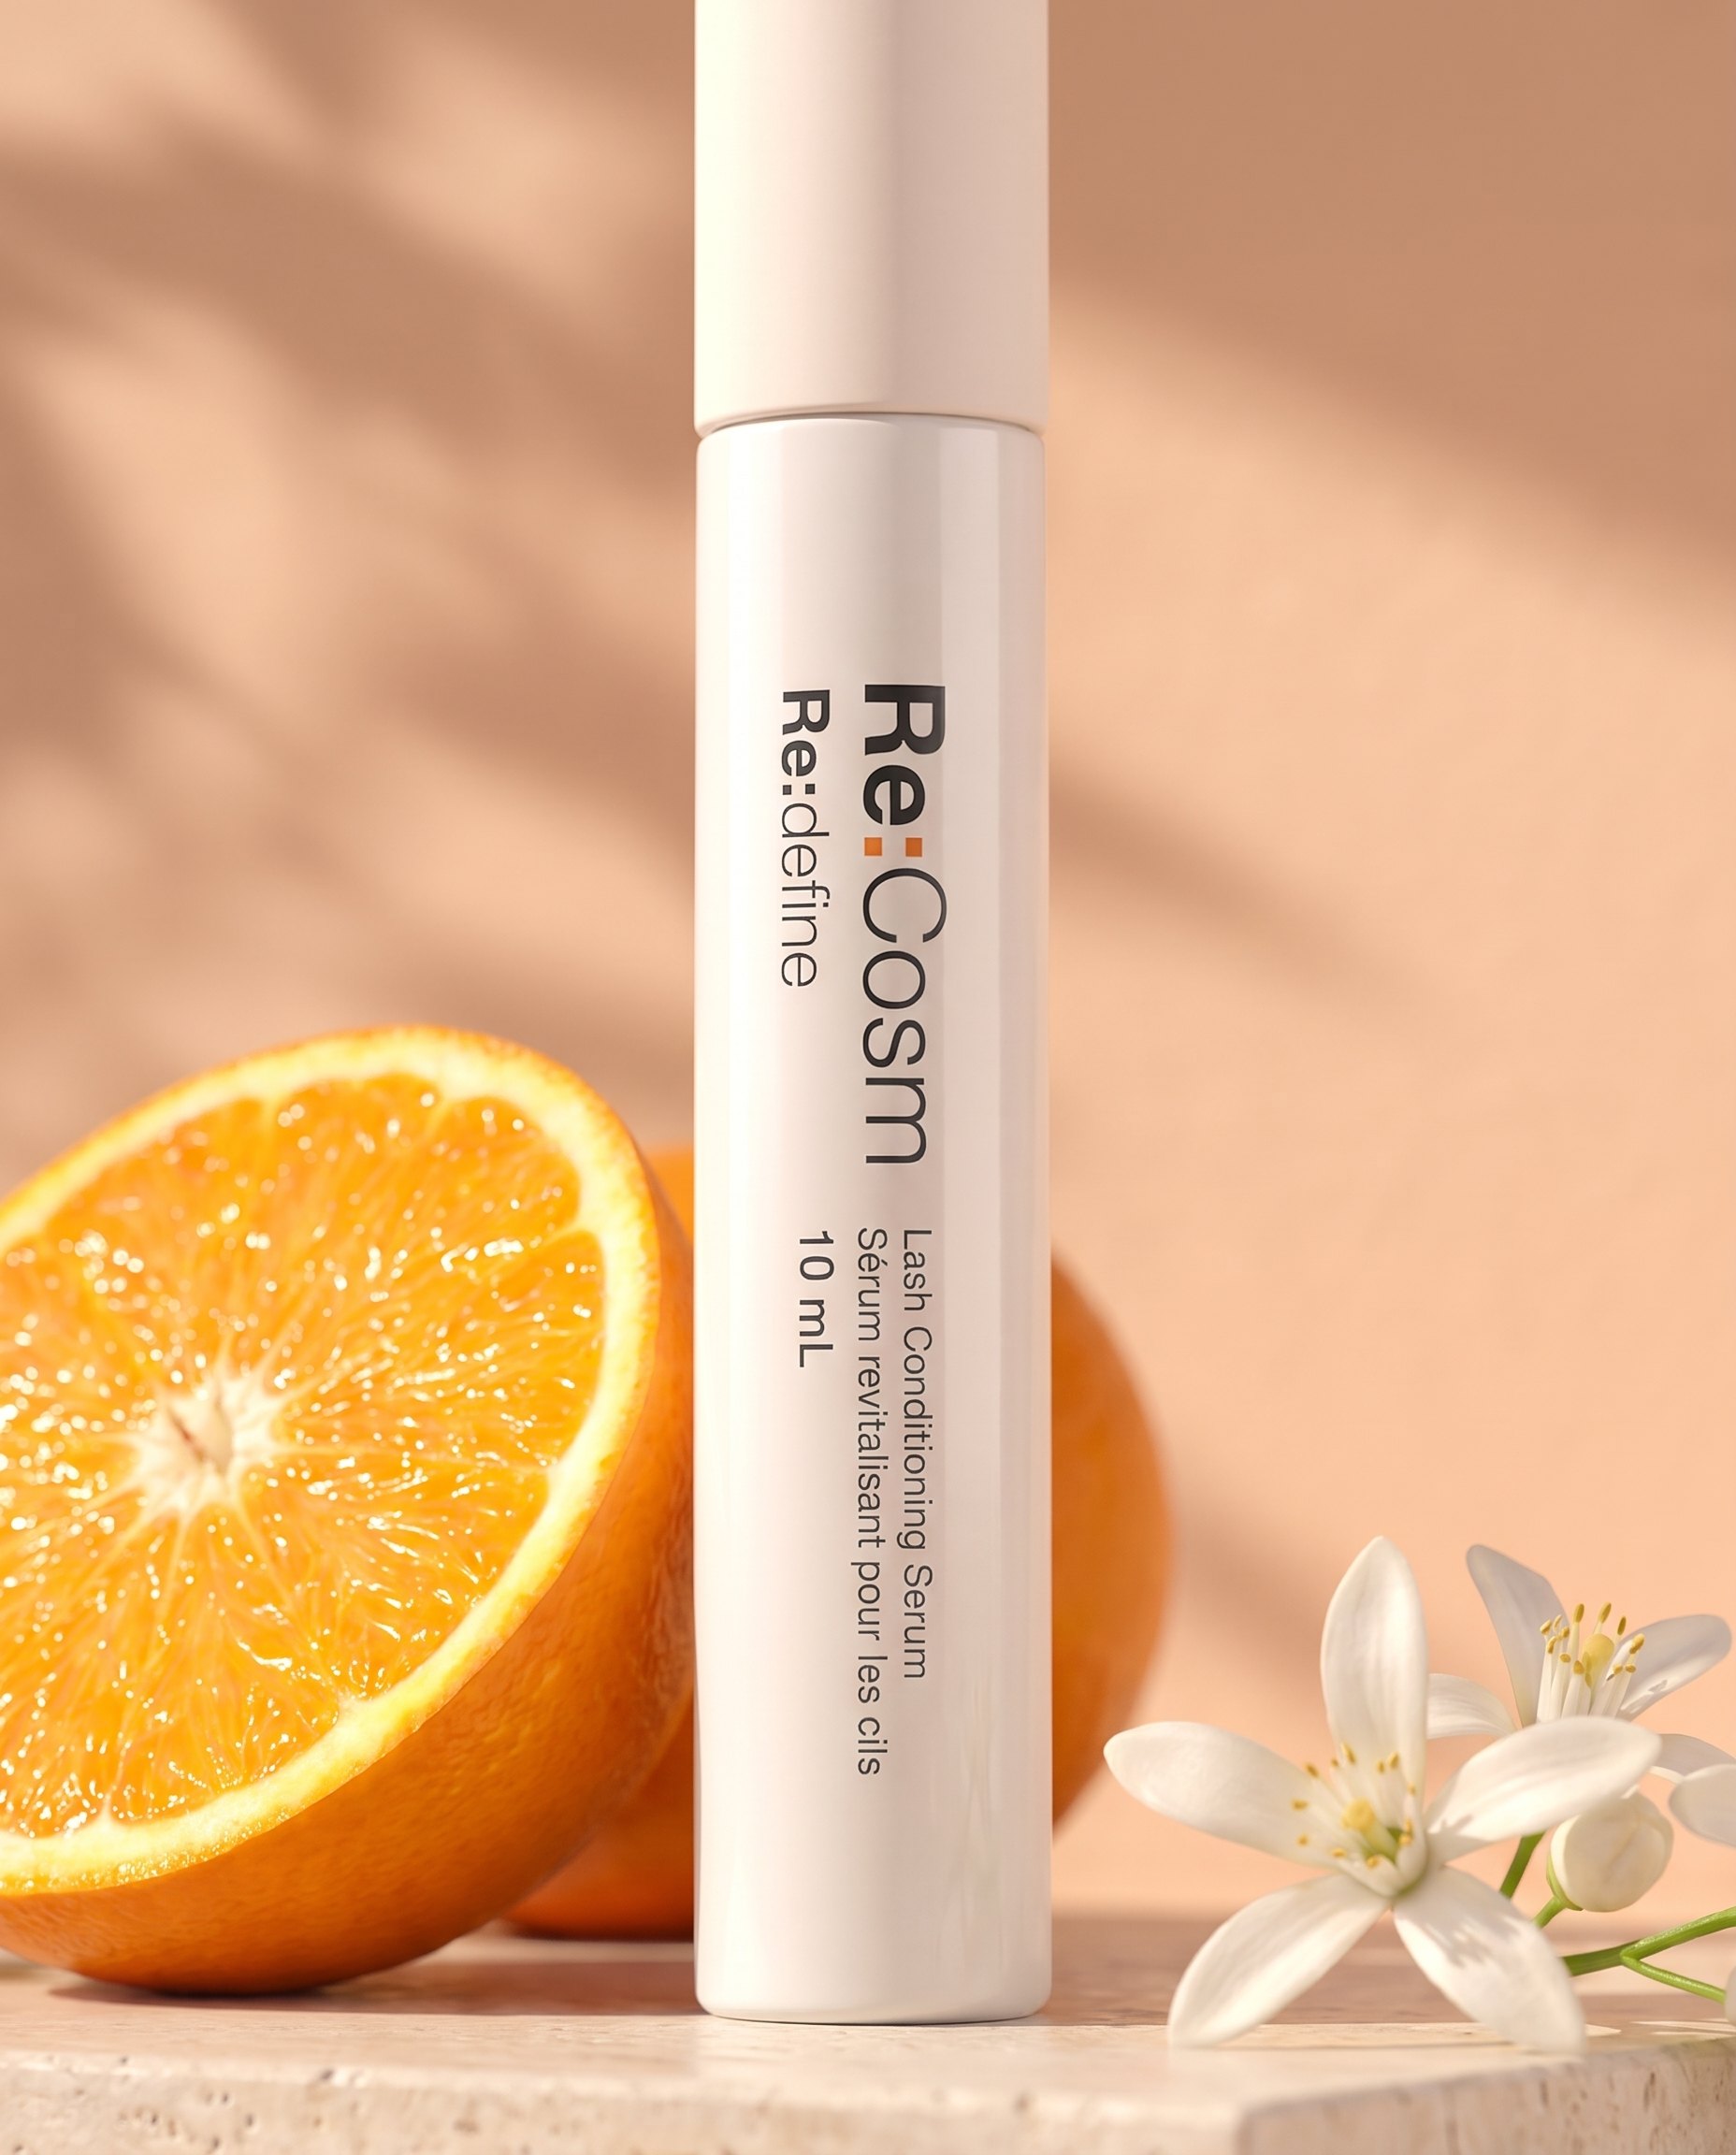 Re:Cosm
Re:define
Lash Conditioning Serum
Sérum revitalisant pour les cils
10 mL